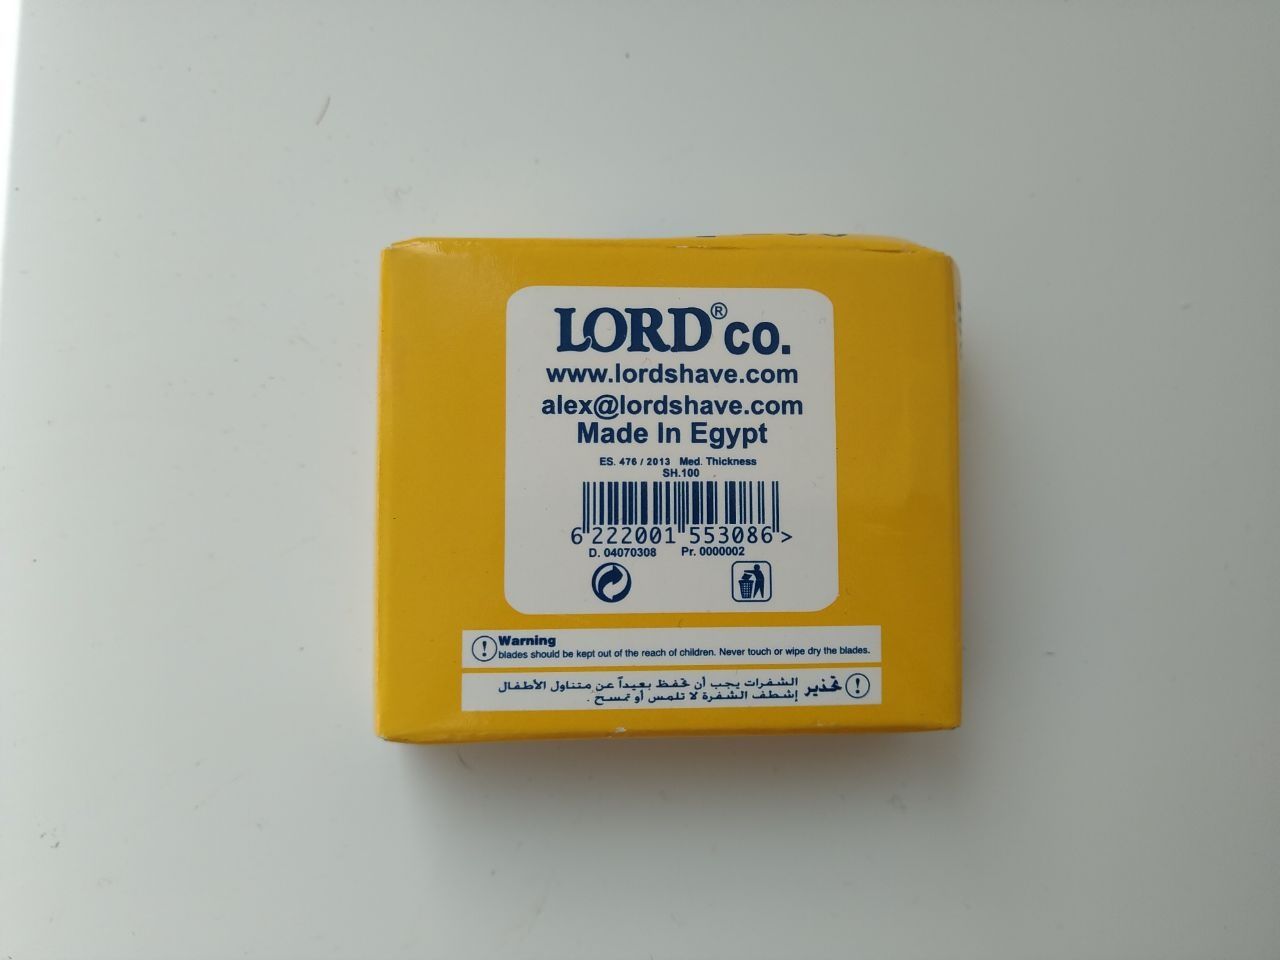 LORD® co.
www.lordshave.com
alex@lordshave.com
Made In Egypt
ES. 476 / 2013 Med. Thickness
SH.100
6 222001 553086 >
D. 04070308 Pr. 0000002
! Warning
blades should be kept out of the reach of children. Never touch or wipe dry the blades.
! تحذير الشفرات يجب أن تحفظ بعيداً عن متناول الأطفال
إشطف الشفرة لا تلمس أو تمسح .